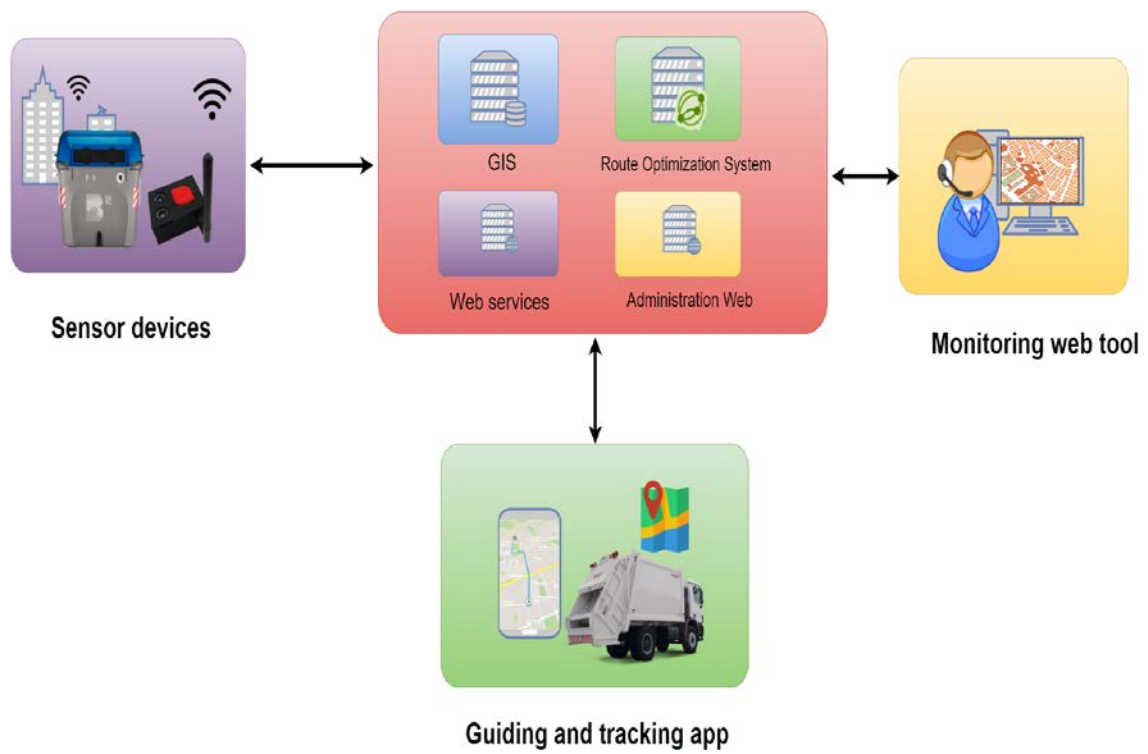 GIS
Route Optimization System
Web services
Administration Web
Sensor devices
Monitoring web tool
Guiding and tracking app